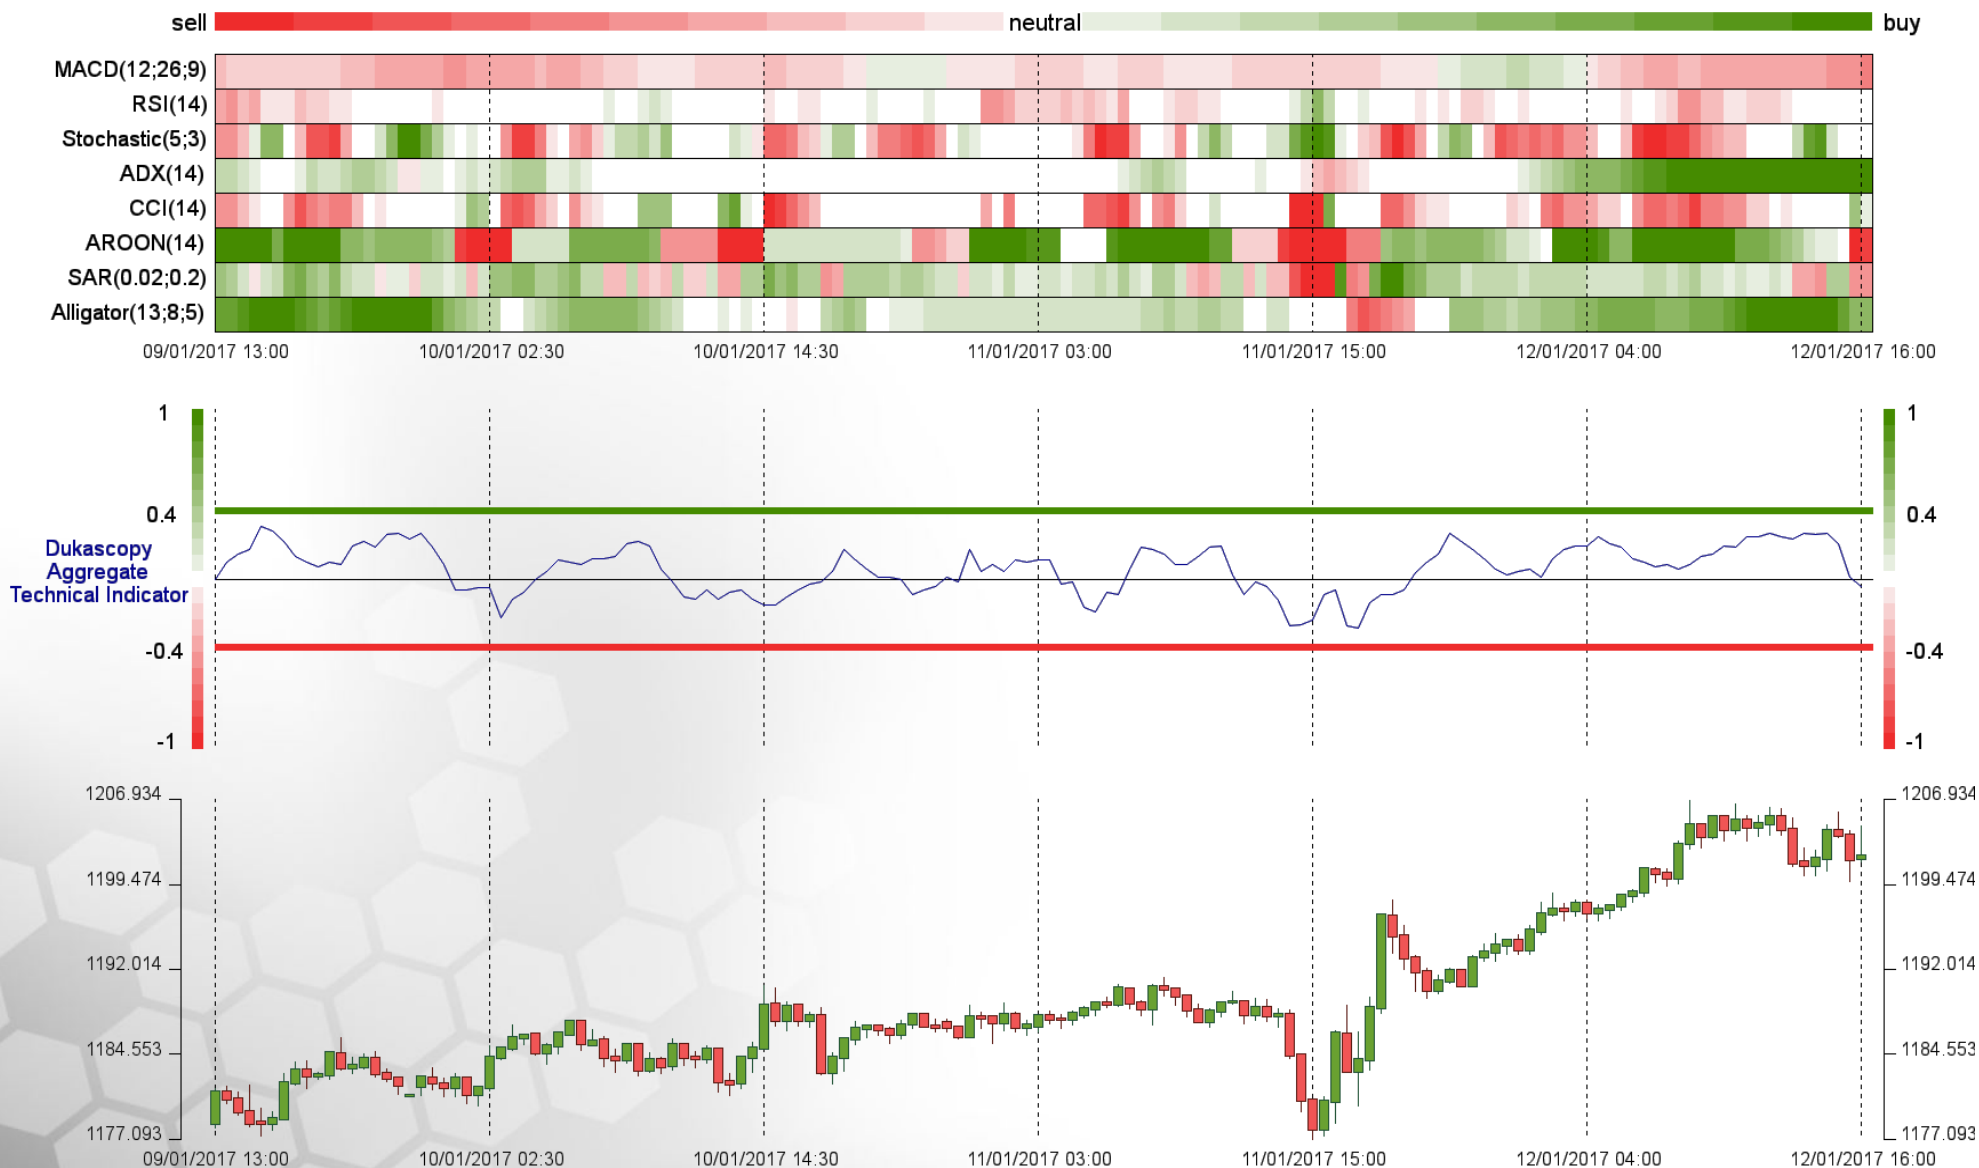 sell neutral buy
MACD(12;26;9)
RSI(14)
Stochastic(5;3)
ADX(14)
CCI(14)
AROON(14)
SAR(0.02;0.2)
Alligator(13;8;5)
09/01/2017 13:00 10/01/2017 02:30 10/01/2017 14:30 11/01/2017 03:00 11/01/2017 15:00 12/01/2017 04:00 12/01/2017 16:00
1 1
0.4 0.4
Dukascopy
Aggregate
Technical Indicator
-0.4 -0.4
-1 -1
1206.934 1206.934
1199.474 1199.474
1192.014 1192.014
1184.553 1184.553
1177.093 1177.093
09/01/2017 13:00 10/01/2017 02:30 10/01/2017 14:30 11/01/2017 03:00 11/01/2017 15:00 12/01/2017 04:00 12/01/2017 16:00